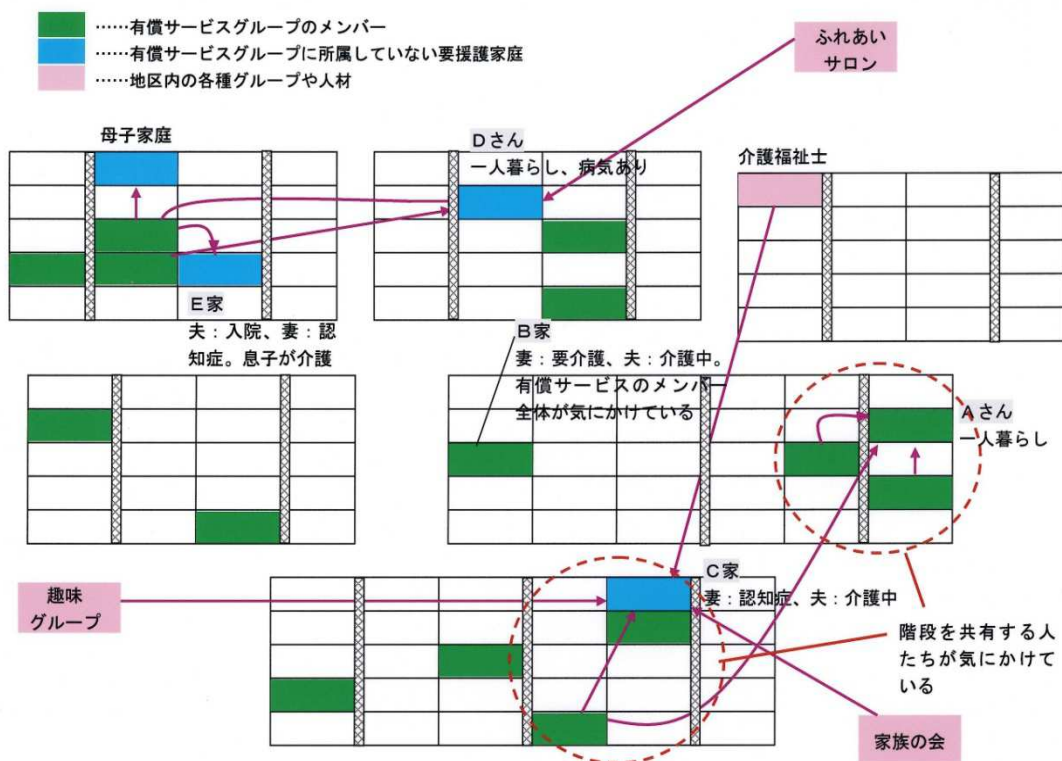 ……有償サービスグループのメンバー
……有償サービスグループに所属していない要援護家庭
……地区内の各種グループや人材
ふれあい
サロン
母子家庭
Dさん
一人暮らし、病気あり
介護福祉士
E家
夫：入院、妻：認
知症。息子が介護
B家
妻：要介護、夫：介護中。
有償サービスのメンバー
全体が気にかけている
Aさん
一人暮らし
C家
妻：認知症、夫：介護中
趣味
グループ
階段を共有する人
たちが気にかけて
いる
家族の会